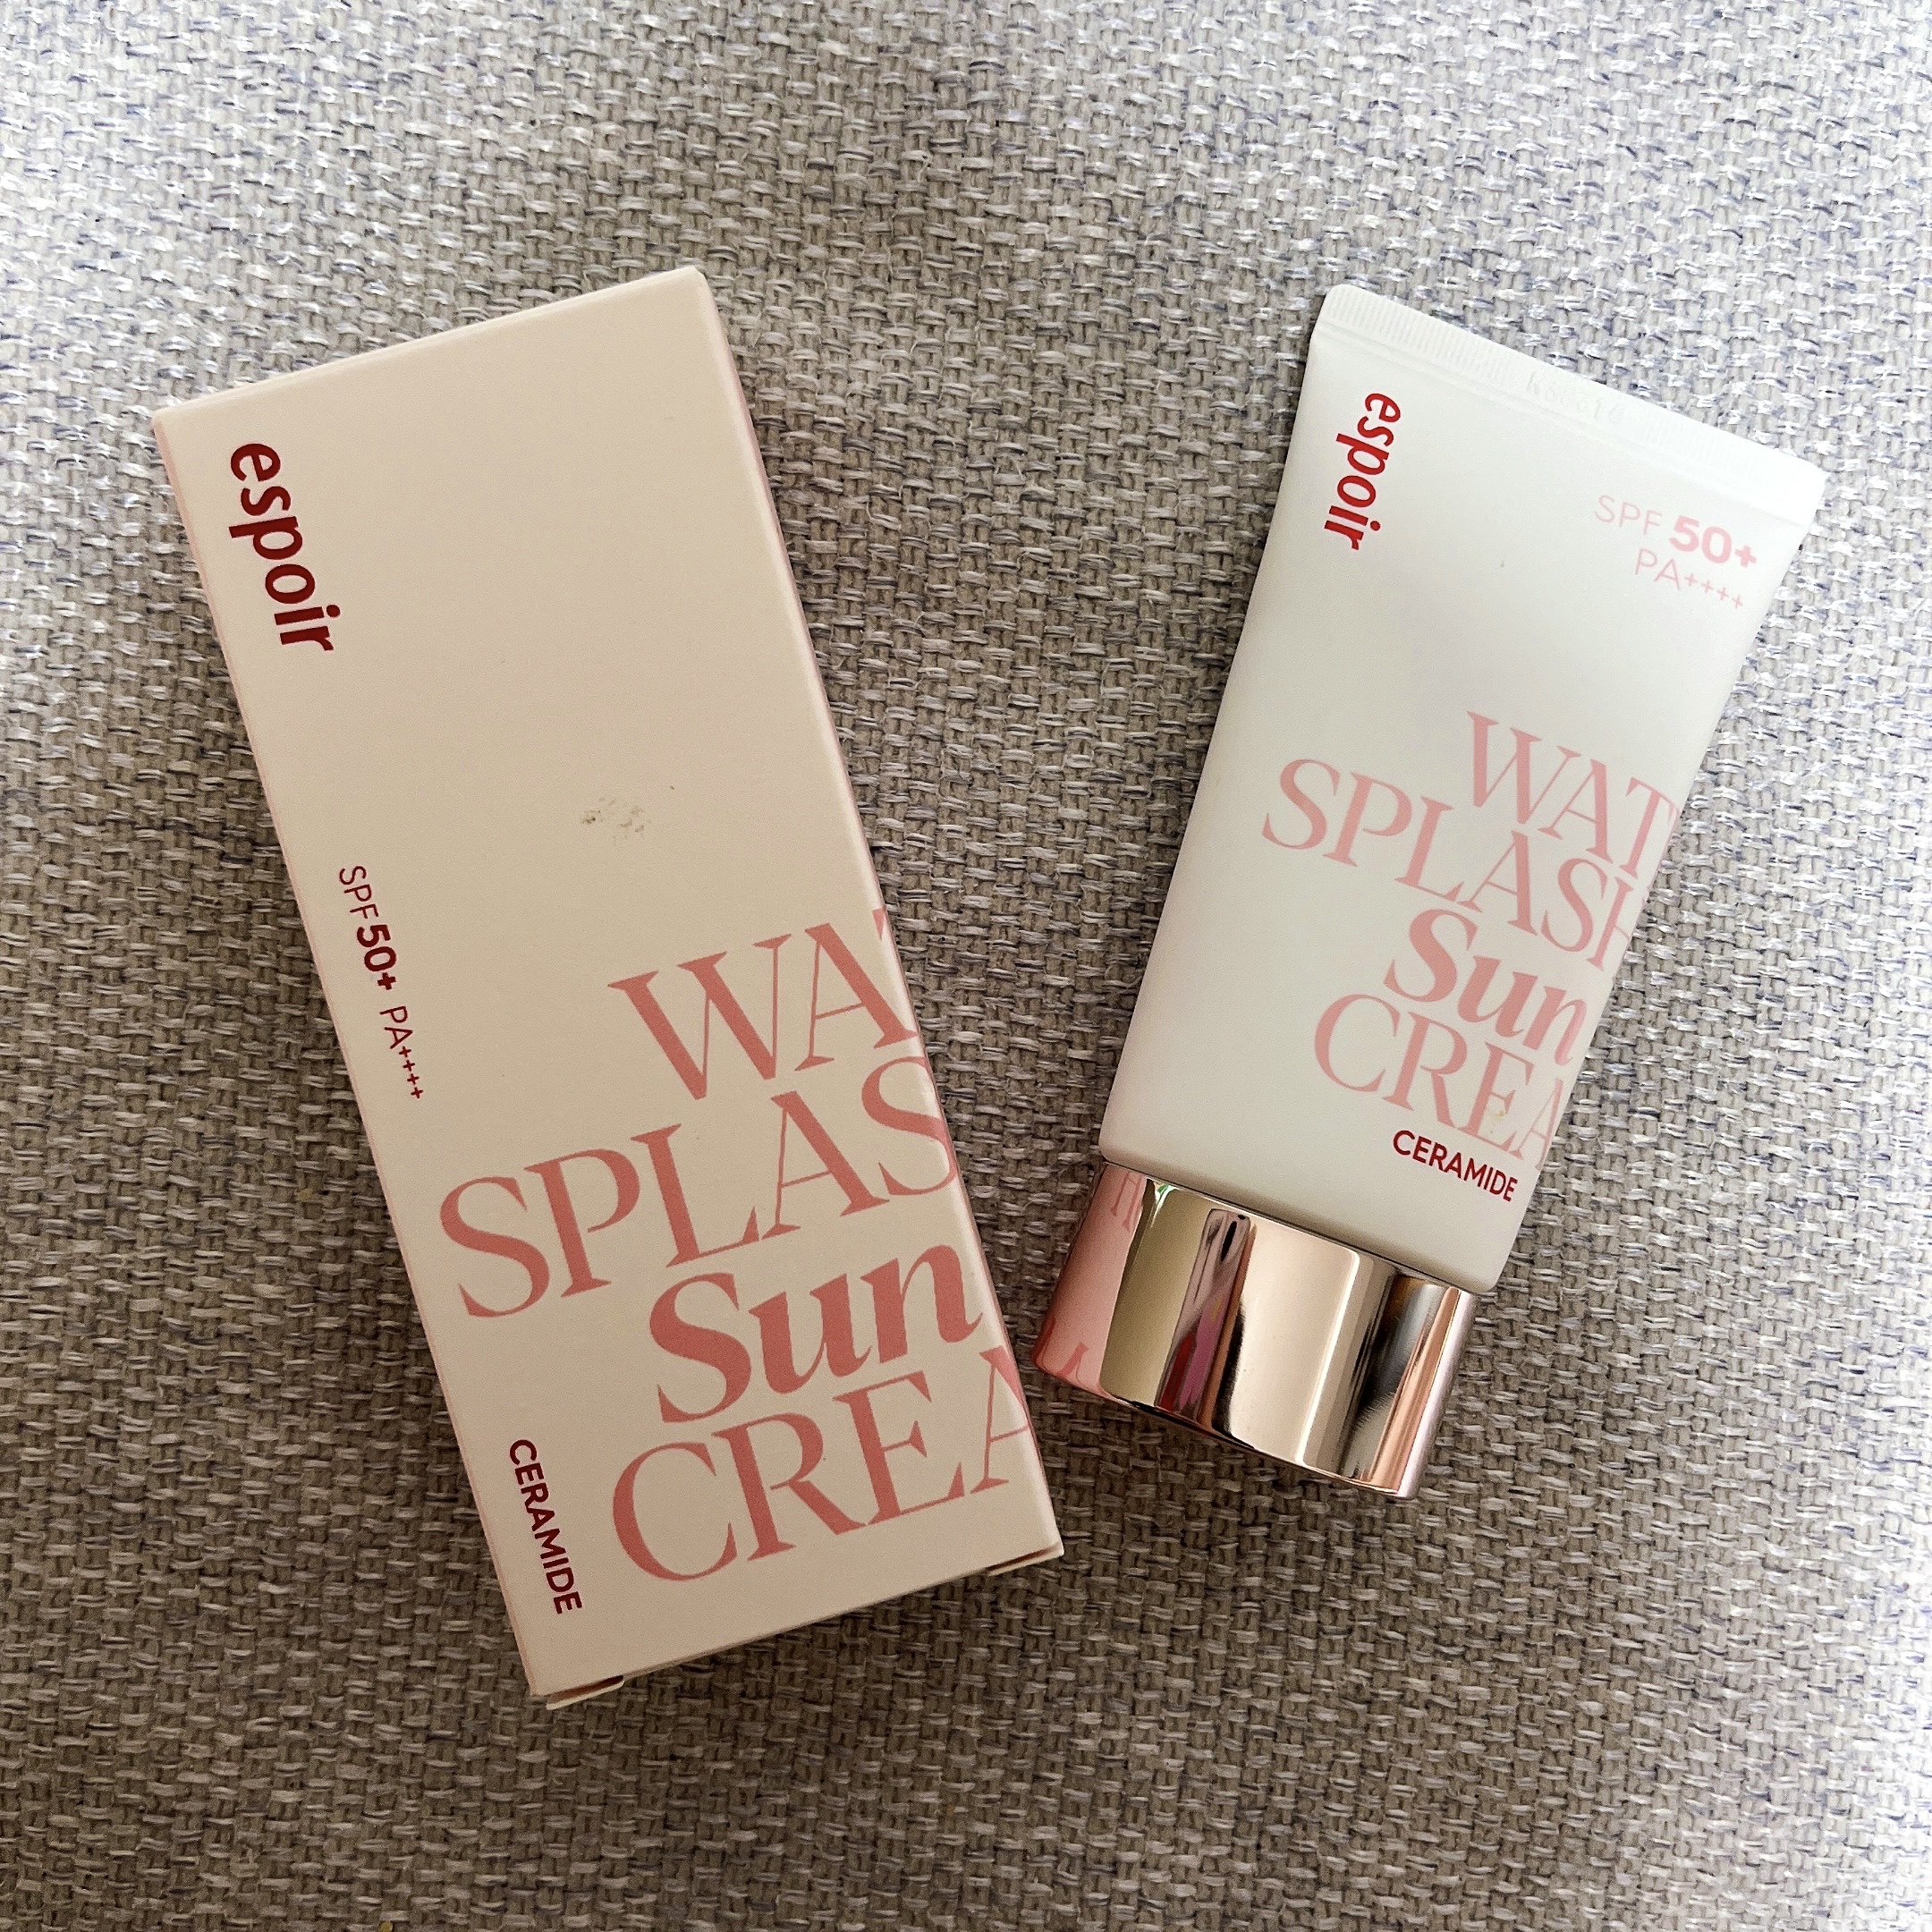 espoir
SPF 50+ PA++++
WAT
SPLAS
Sun
CREA
CERAMIDE
espoir
SPF 50+
PA++++
WAT
SPLASH
Sun
CREA
CERAMIDE